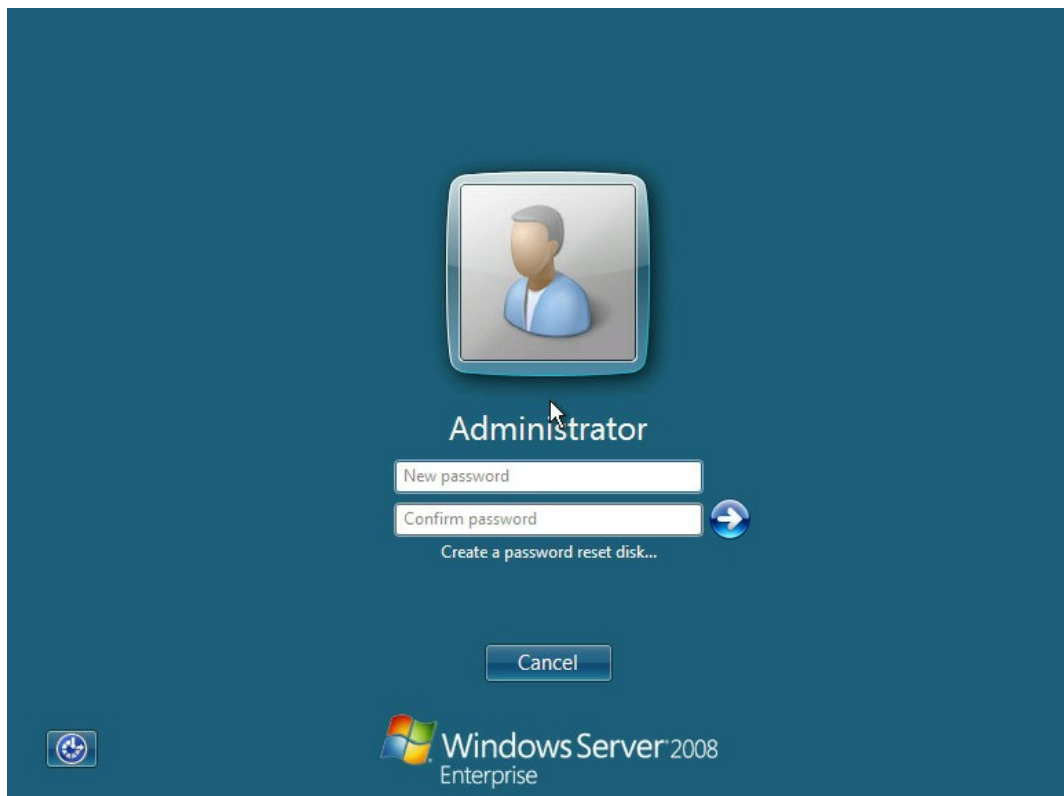 Administrator
New password
Confirm password
Create a password reset disk...
Cancel
Windows Server 2008
Enterprise